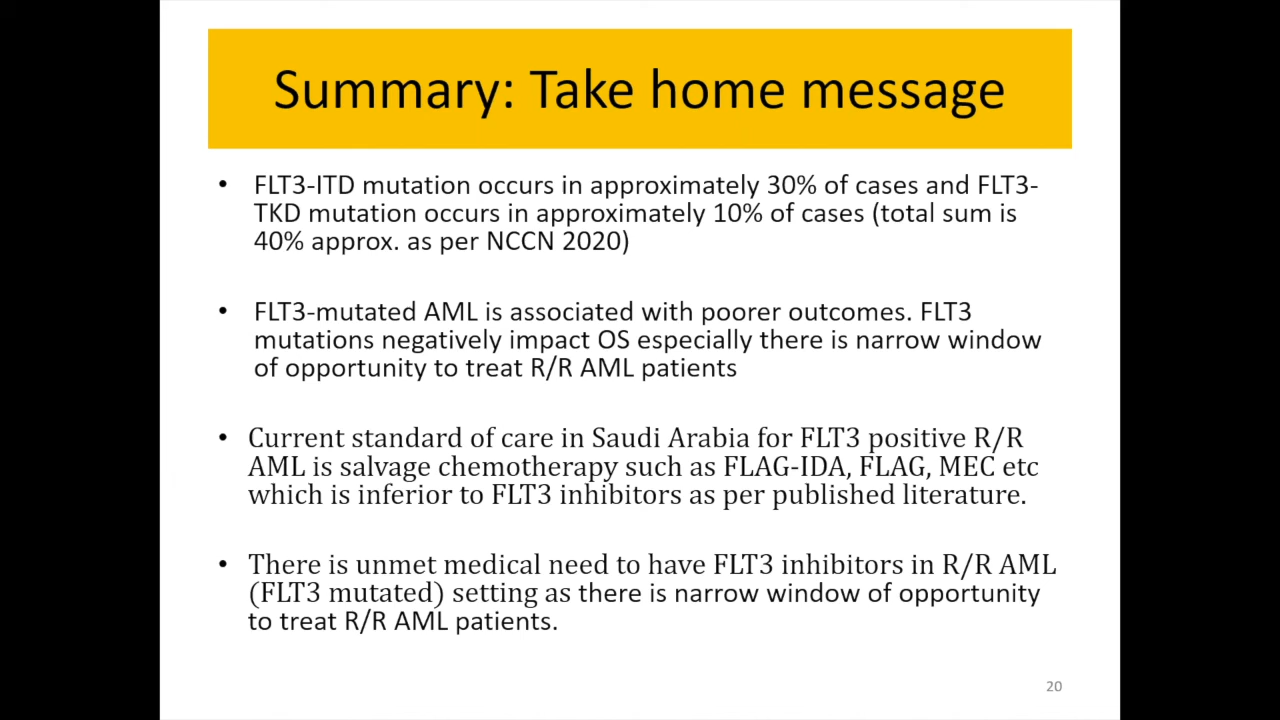 Summary: Take home message
• FLT3-ITD mutation occurs in approximately 30% of cases and FLT3-
TKD mutation occurs in approximately 10% of cases (total sum is
40% approx. as per NCCN 2020)
• FLT3-mutated AML is associated with poorer outcomes. FLT3
mutations negatively impact OS especially there is narrow window
of opportunity to treat R/R AML patients
• Current standard of care in Saudi Arabia for FLT3 positive R/R
AML is salvage chemotherapy such as FLAG-IDA, FLAG, MEC etc
which is inferior to FLT3 inhibitors as per published literature.
• There is unmet medical need to have FLT3 inhibitors in R/R AML
(FLT3 mutated) setting as there is narrow window of opportunity
to treat R/R AML patients.
20